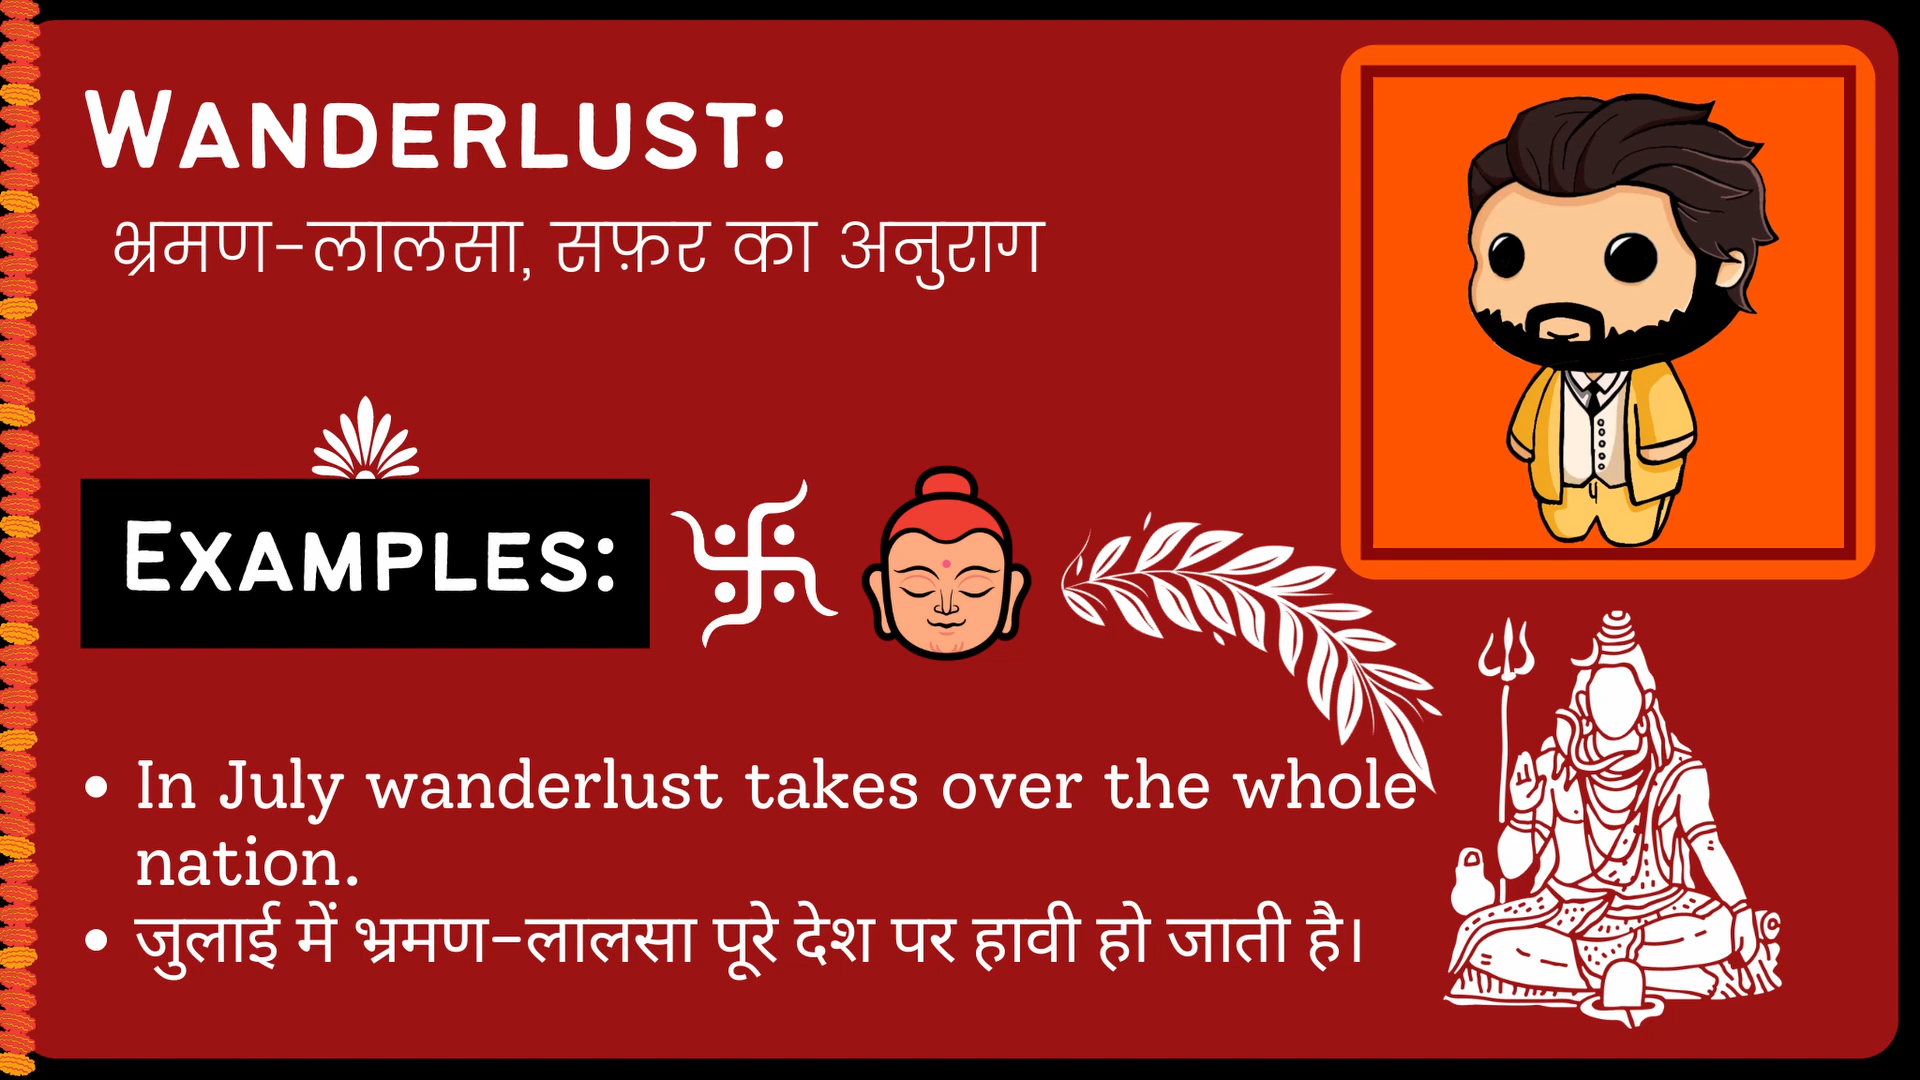 WANDERLUST:
भ्रमण-लालसा, सफ़र का अनुराग
EXAMPLES:
• In July wanderlust takes over the whole
nation.
• जुलाई में भ्रमण-लालसा पूरे देश पर हावी हो जाती है।